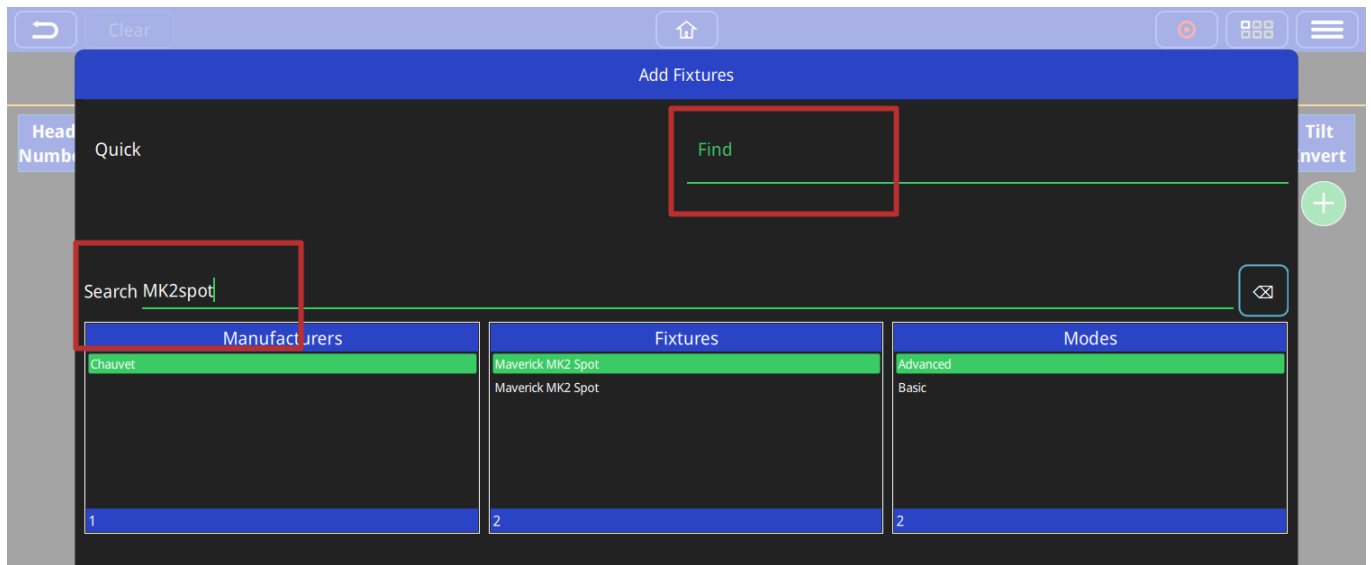 Clear
Add Fixtures
Head
Numbe
Tilt
nvert
Quick
Find
Search MK2spot
Manufacturers
Fixtures
Modes
Chauvet
Maverick MK2 Spot
Advanced
Maverick MK2 Spot
Basic
1
2
2